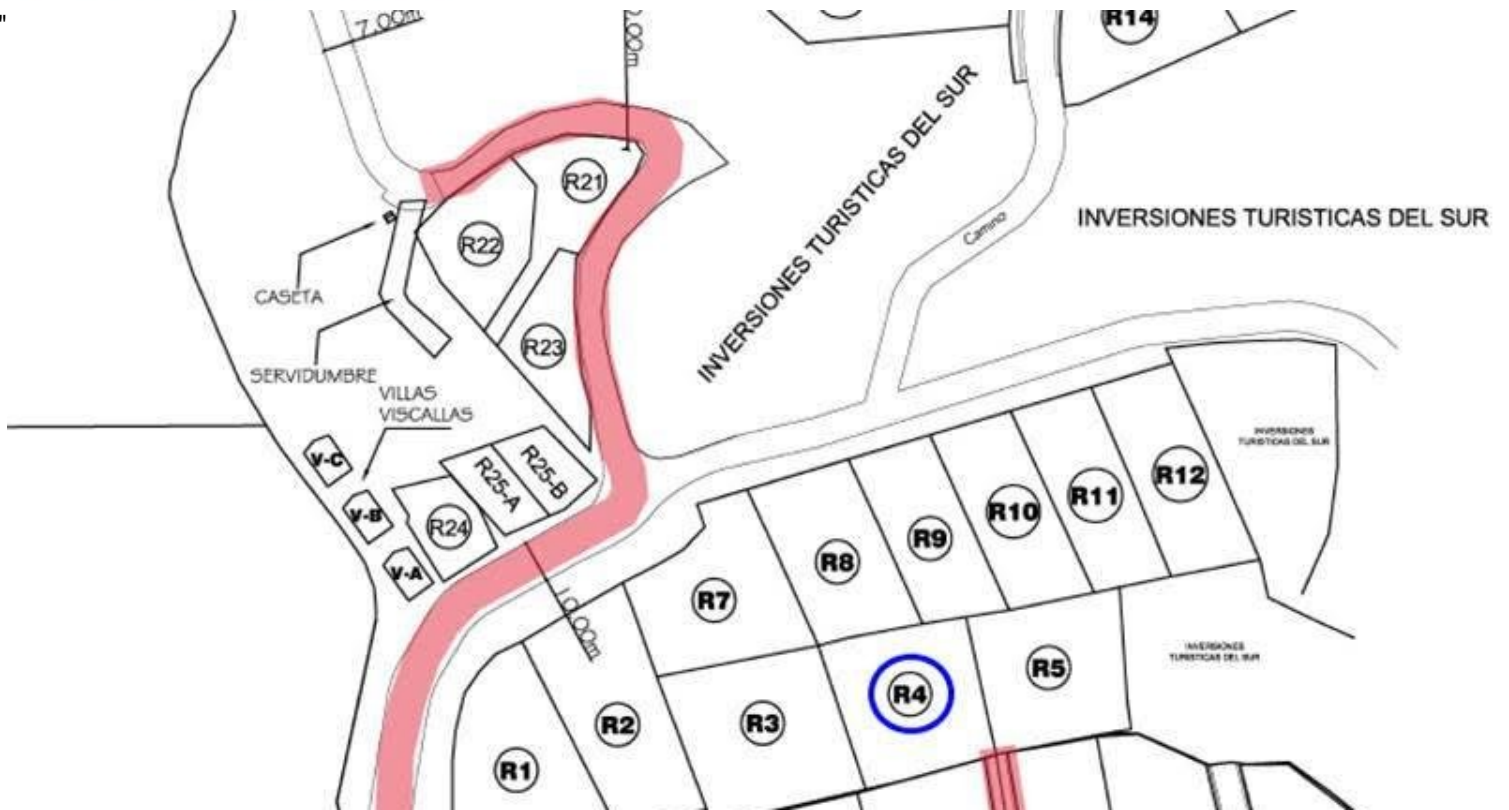 "
7.00m
R14
R21
INVERSIONES TURISTICAS DEL SUR
INVERSIONES TURISTICAS DEL SUR
Camino
R22
CASETA
R23
SERVIDUMBRE
VILLAS
VISCALLAS
INVERSIONES
TURISTICAS DEL SUR
V-C
R25-A
R25-B
R12
R11
R10
V-B
R24
R9
R8
V-A
R7
10.00m
INVERSIONES
TURISTICAS DEL SUR
R5
R4
R3
R2
R1